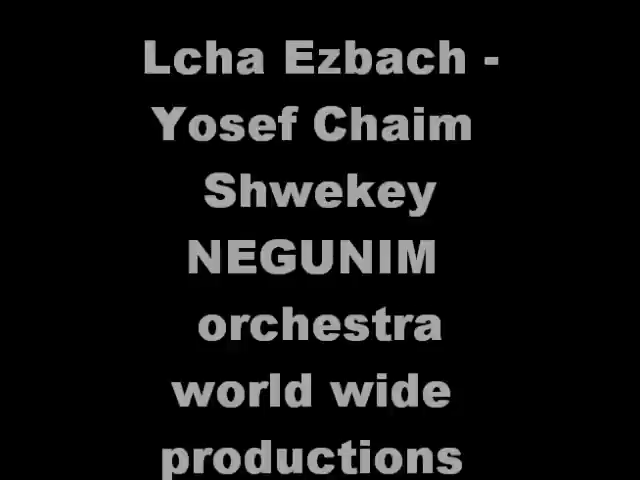 Lcha Ezbach -
Yosef Chaim
Shwekey
NEGUNIM
orchestra
world wide
productions